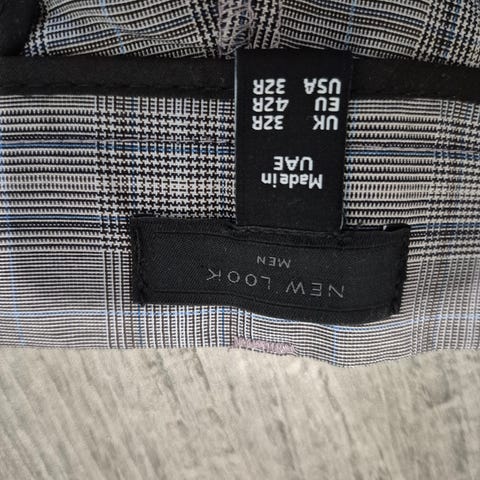 NEW LOOK
MEN
Made in
UAE
UK 32R
EU 42R
USA 32R